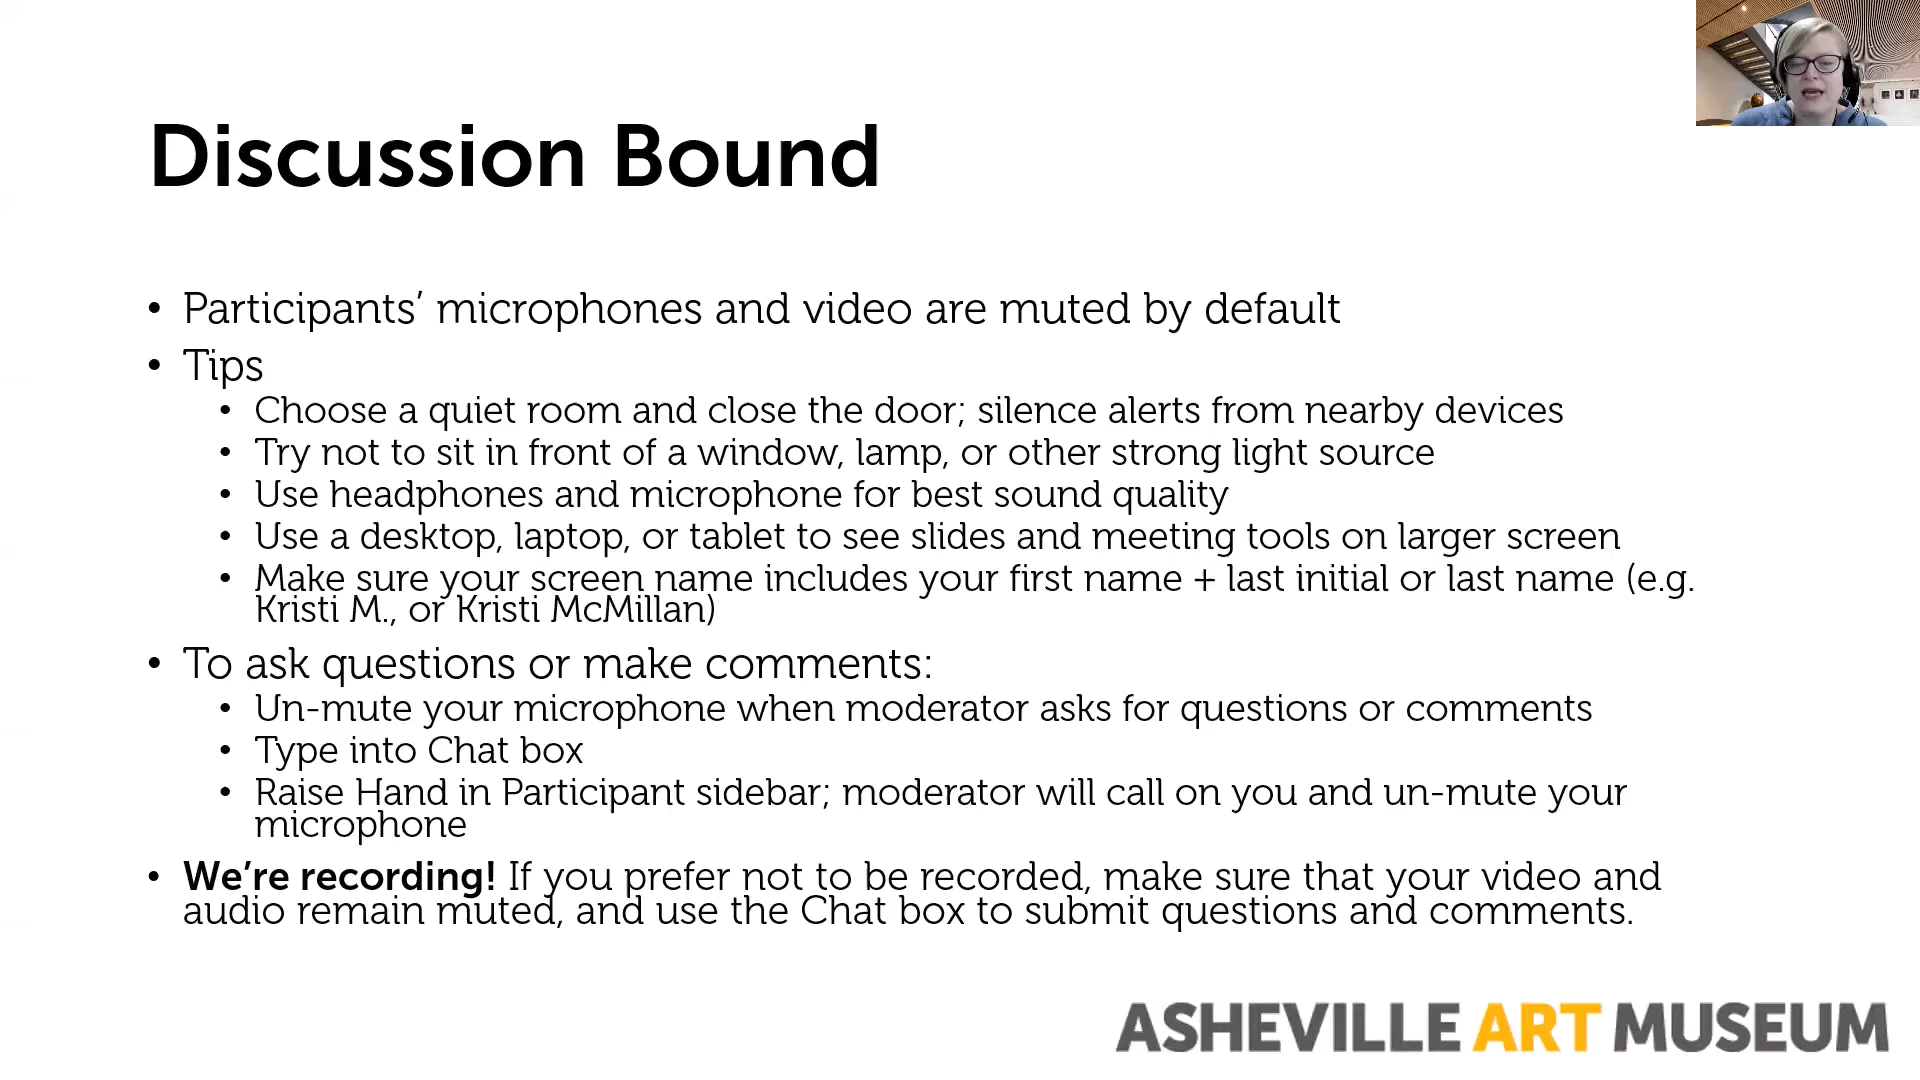 Discussion Bound
• Participants’ microphones and video are muted by default
• Tips
• Choose a quiet room and close the door; silence alerts from nearby devices
• Try not to sit in front of a window, lamp, or other strong light source
• Use headphones and microphone for best sound quality
• Use a desktop, laptop, or tablet to see slides and meeting tools on larger screen
• Make sure your screen name includes your first name + last initial or last name (e.g.
Kristi M., or Kristi McMillan)
• To ask questions or make comments:
• Un-mute your microphone when moderator asks for questions or comments
• Type into Chat box
• Raise Hand in Participant sidebar; moderator will call on you and un-mute your
microphone
• We’re recording! If you prefer not to be recorded, make sure that your video and
audio remain muted, and use the Chat box to submit questions and comments.
ASHEVILLE ART MUSEUM